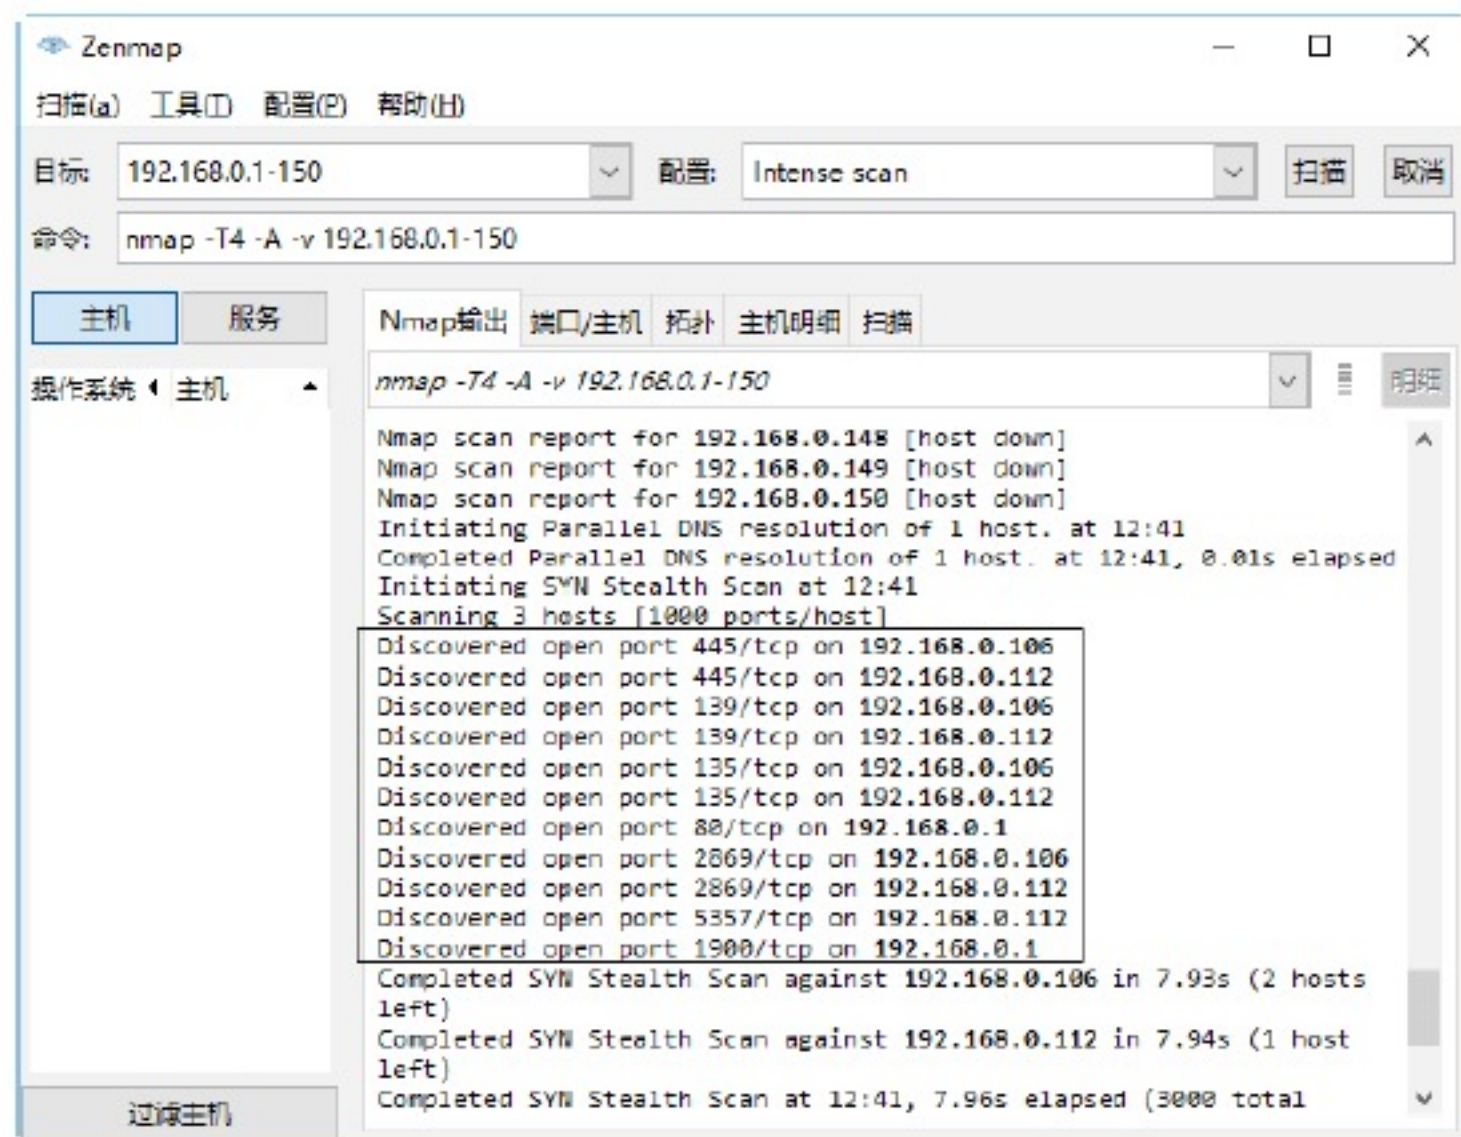 Zenmap
扫描(a) 工具(T) 配置(P) 帮助(H)
目标: 192.168.0.1-150 配置: Intense scan 扫描 取消
命令: nmap -T4 -A -v 192.168.0.1-150
主机 服务 Nmap输出 端口/主机 拓扑 主机明细 扫描
操作系统 主机
nmap -T4 -A -v 192.168.0.1-150 明细
Nmap scan report for 192.168.0.148 [host down]
Nmap scan report for 192.168.0.149 [host down]
Nmap scan report for 192.168.0.150 [host down]
Initiating Parallel DNS resolution of 1 host. at 12:41
Completed Parallel DNS resolution of 1 host. at 12:41, 0.01s elapsed
Initiating SYN Stealth Scan at 12:41
Scanning 3 hosts [1000 ports/host]
Discovered open port 445/tcp on 192.168.0.106
Discovered open port 445/tcp on 192.168.0.112
Discovered open port 139/tcp on 192.168.0.106
Discovered open port 139/tcp on 192.168.0.112
Discovered open port 135/tcp on 192.168.0.106
Discovered open port 135/tcp on 192.168.0.112
Discovered open port 80/tcp on 192.168.0.1
Discovered open port 2869/tcp on 192.168.0.106
Discovered open port 2869/tcp on 192.168.0.112
Discovered open port 5357/tcp on 192.168.0.112
Discovered open port 1900/tcp on 192.168.0.1
Completed SYN Stealth Scan against 192.168.0.106 in 7.93s (2 hosts
left)
Completed SYN Stealth Scan against 192.168.0.112 in 7.94s (1 host
left)
Completed SYN Stealth Scan at 12:41, 7.96s elapsed (3000 total
过滤主机